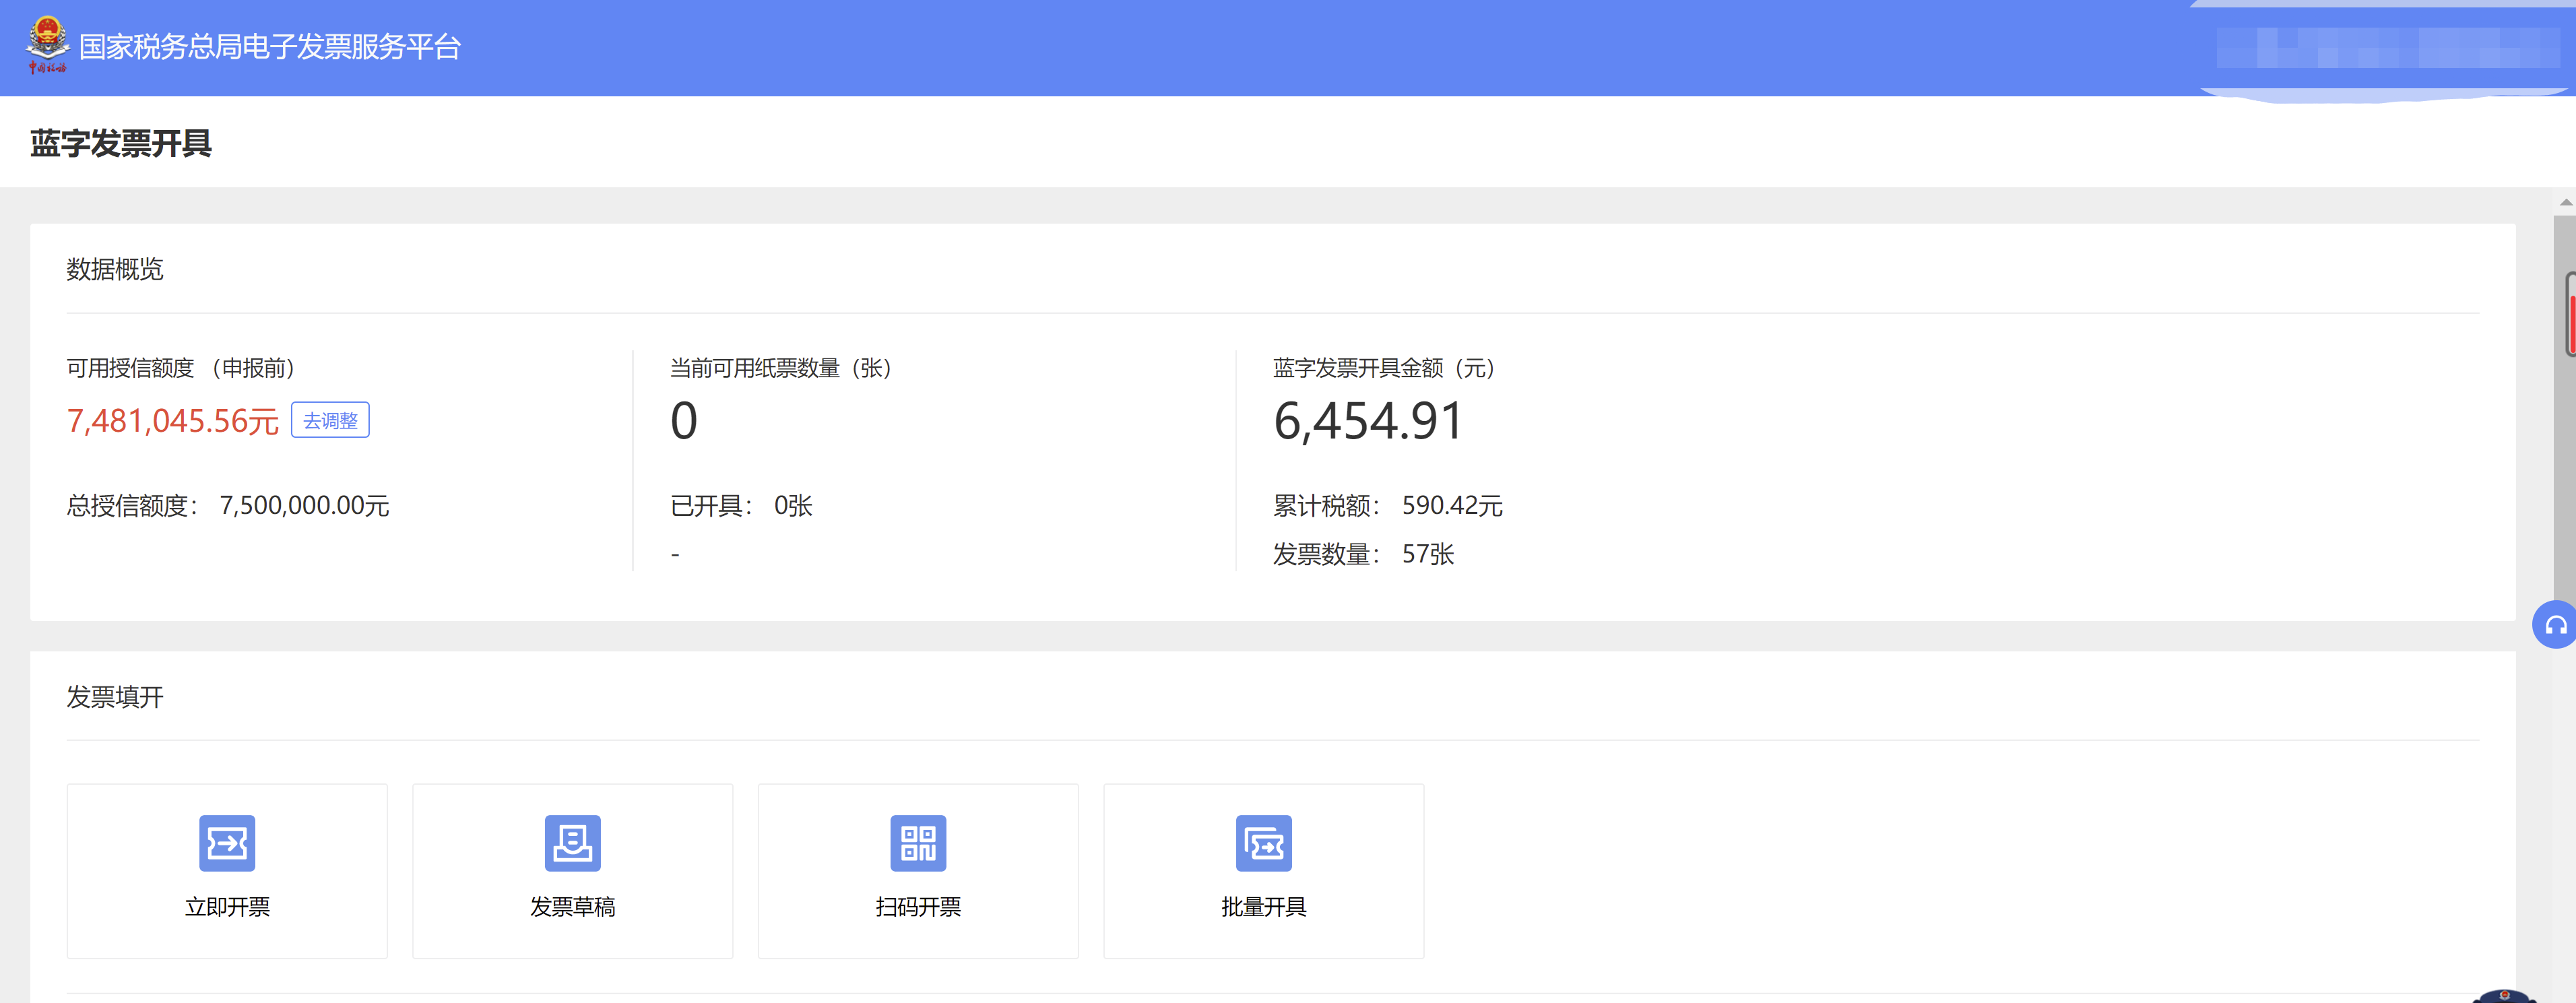 国家税务总局电子发票服务平台
中国税务
蓝字发票开具
数据概览
可用授信额度 （申报前）
7,481,045.56元 去调整
总授信额度： 7,500,000.00元
当前可用纸票数量（张）
0
已开具： 0张
-
蓝字发票开具金额（元）
6,454.91
累计税额： 590.42元
发票数量： 57张
发票填开
立即开票
发票草稿
扫码开票
批量开具